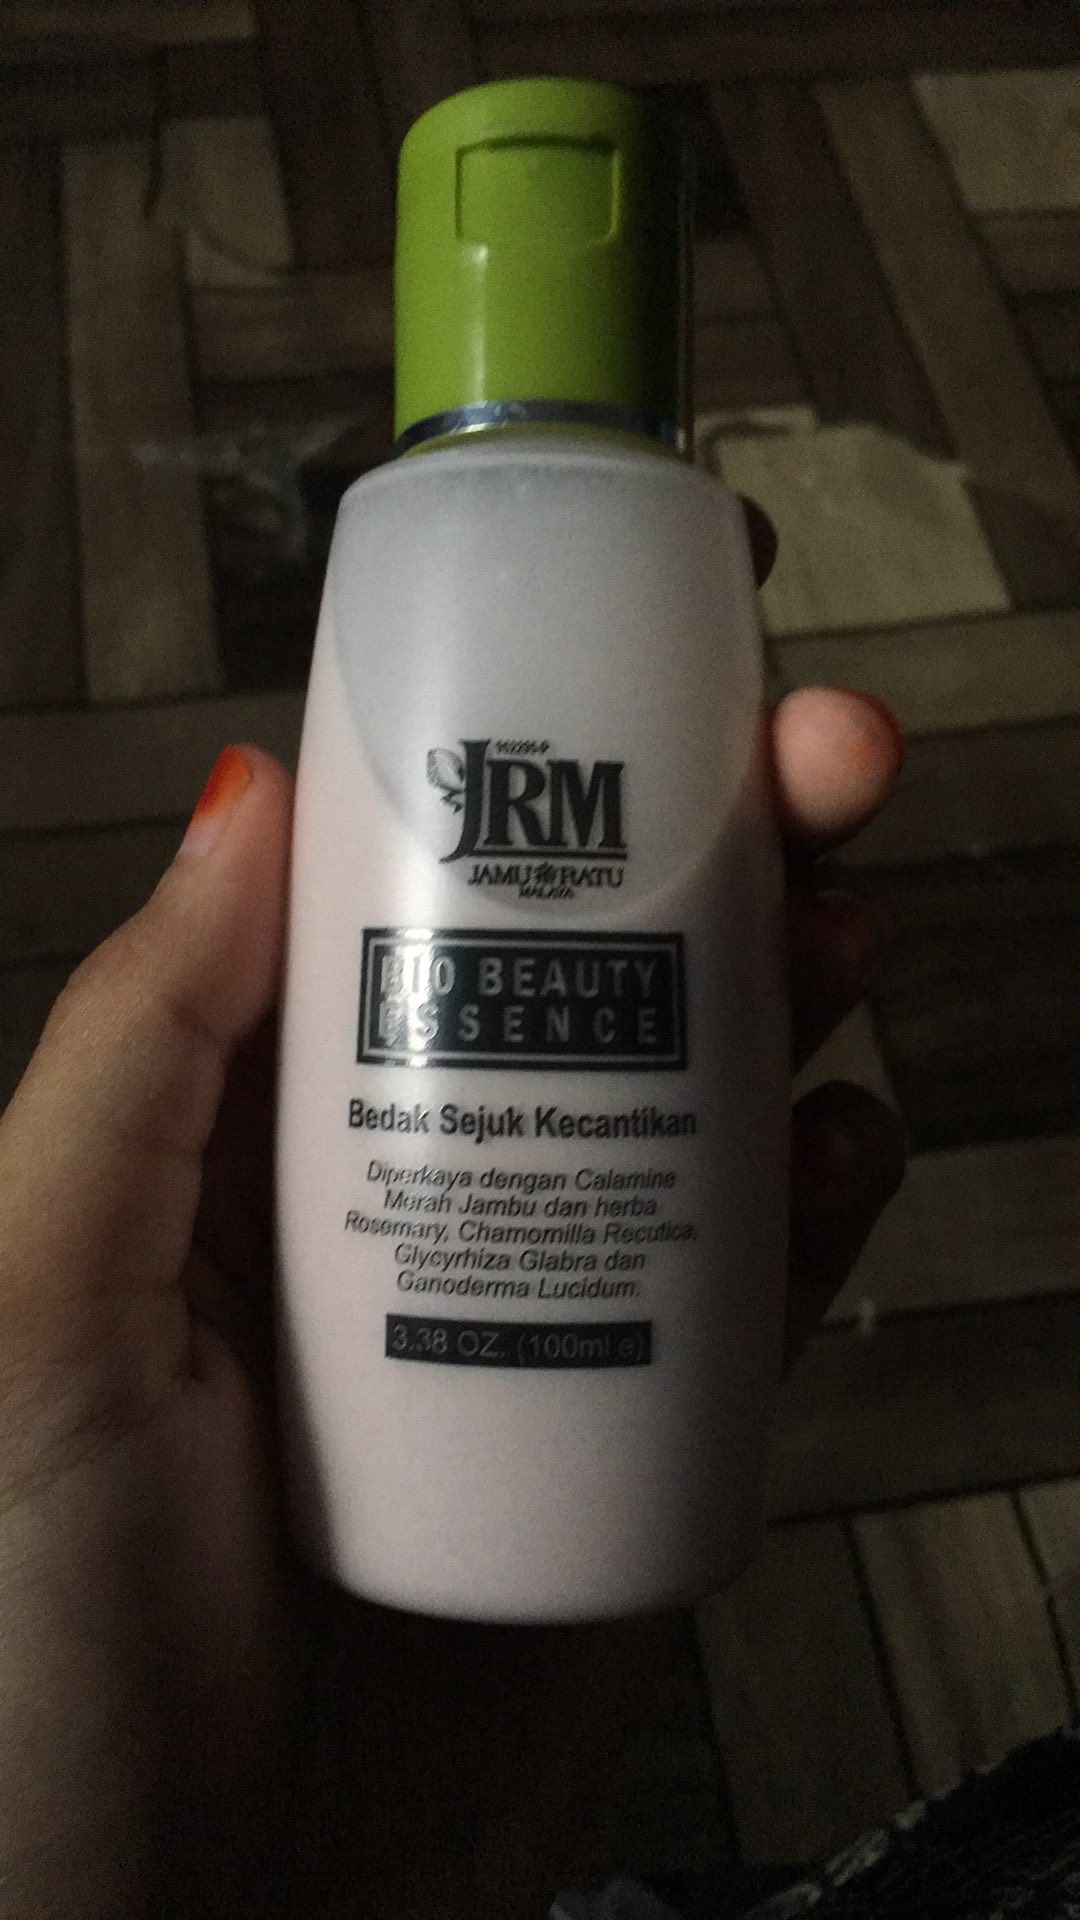 JRM
JAMU RATU
MALAYA
BIO BEAUTY
ESSENCE
Bedak Sejuk Kecantikan
Diperkaya dengan Calamine
Merah Jambu dan herba
Rosemary, Chamomilla Recutica,
Glycyrhiza Glabra dan
Ganoderma Lucidum.
3.38 OZ. (100ml e)